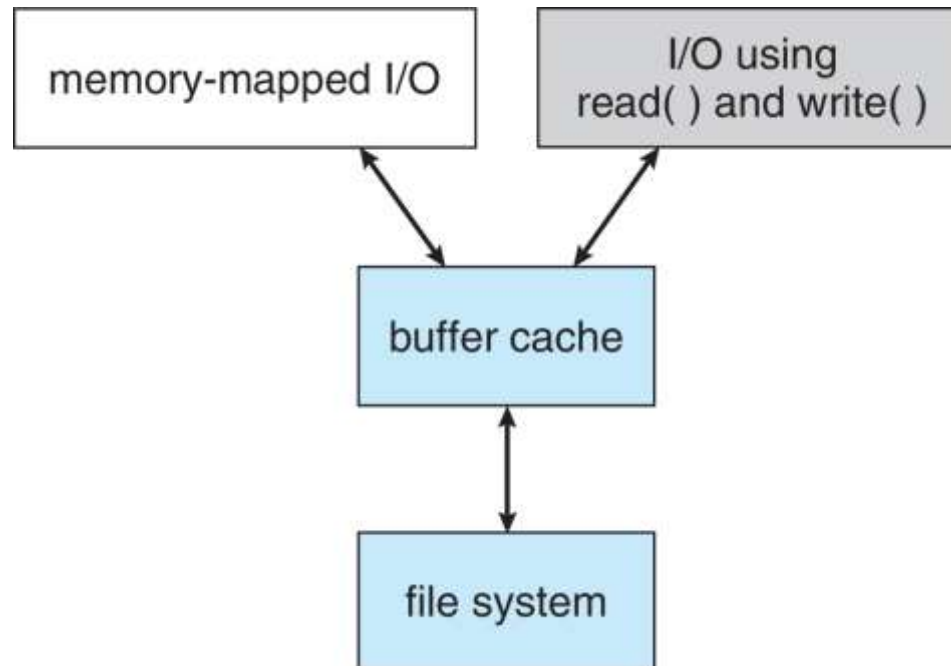 memory-mapped I/O
I/O using
read( ) and write( )
buffer cache
file system